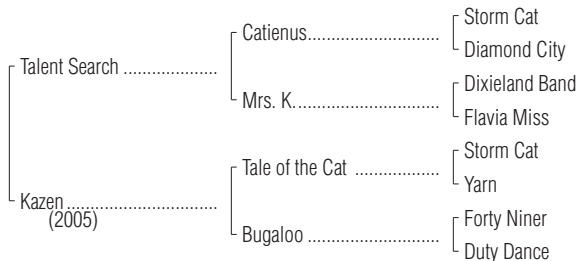 Storm Cat
Catienus
Diamond City
Talent Search
Dixieland Band
Mrs. K.
Flavia Miss
Storm Cat
Tale of the Cat
Yarn
Kazen
(2005)
Forty Niner
Bugaloo
Duty Dance